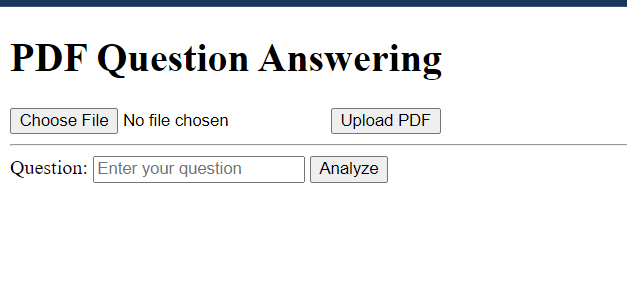 PDF Question Answering
Choose File No file chosen Upload PDF
Question: Enter your question Analyze